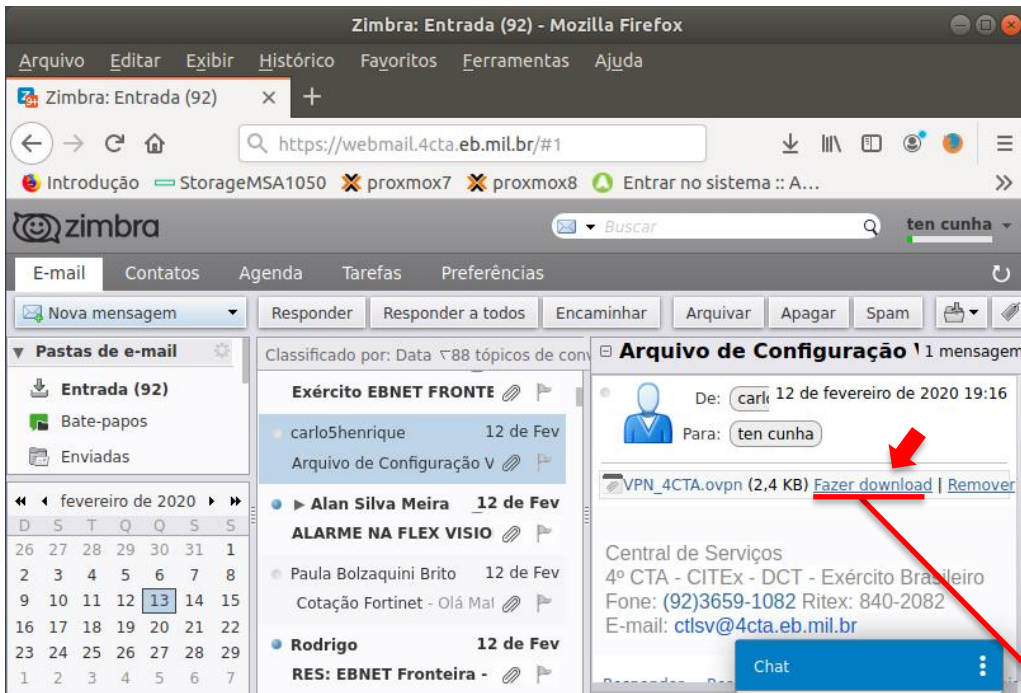 Zimbra: Entrada (92) - Mozilla Firefox
Arquivo Editar Exibir Histórico Favoritos Ferramentas Ajuda
Zimbra: Entrada (92)
https://webmail.4cta.eb.mil.br/#1
Introdução StorageMSA1050 proxmox7 proxmox8 Entrar no sistema :: A...
zimbra Buscar ten cunha
E-mail Contatos Agenda Tarefas Preferências
Nova mensagem Responder Responder a todos Encaminhar Arquivar Apagar Spam
Pastas de e-mail
Entrada (92)
Bate-papos
Enviadas
fevereiro de 2020
D S T Q Q S S
26 27 28 29 30 31 1
2 3 4 5 6 7 8
9 10 11 12 13 14 15
16 17 18 19 20 21 22
23 24 25 26 27 28 29
1 2 3 4 5 6 7
Classificado por: Data 88 tópicos de conv
Exército EBNET FRONTE
carlo5henrique 12 de Fev
Arquivo de Configuração V
Alan Silva Meira 12 de Fev
ALARME NA FLEX VISIO
Paula Bolzaquini Brito 12 de Fev
Cotação Fortinet - Olá Mat
Rodrigo 12 de Fev
RES: EBNET Fronteira -
Arquivo de Configuração 1 mensagem
De: carlo 12 de fevereiro de 2020 19:16
Para: ten cunha
VPN_4CTA.ovpn (2,4 KB) Fazer download | Remover
Central de Serviços
4º CTA - CITEx - DCT - Exército Brasileiro
Fone: (92)3659-1082 Ritex: 840-2082
E-mail: ctlsv@4cta.eb.mil.br
Chat